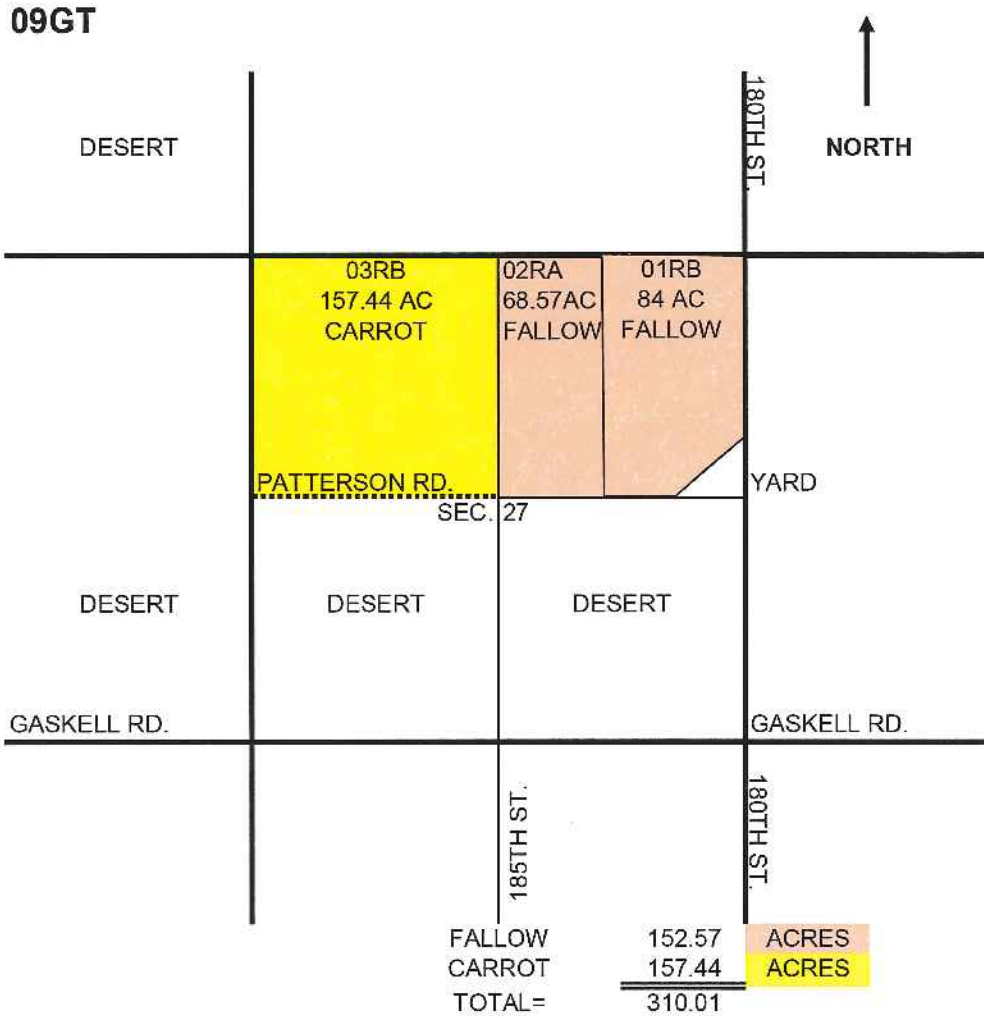 09GT
180TH ST.
DESERT
NORTH
03RB
157.44 AC
CARROT
02RA
68.57AC
FALLOW
01RB
84 AC
FALLOW
PATTERSON RD.
YARD
SEC. 27
DESERT
DESERT
DESERT
GASKELL RD.
GASKELL RD.
185TH ST.
180TH ST.
FALLOW 152.57 ACRES
CARROT 157.44 ACRES
TOTAL= 310.01